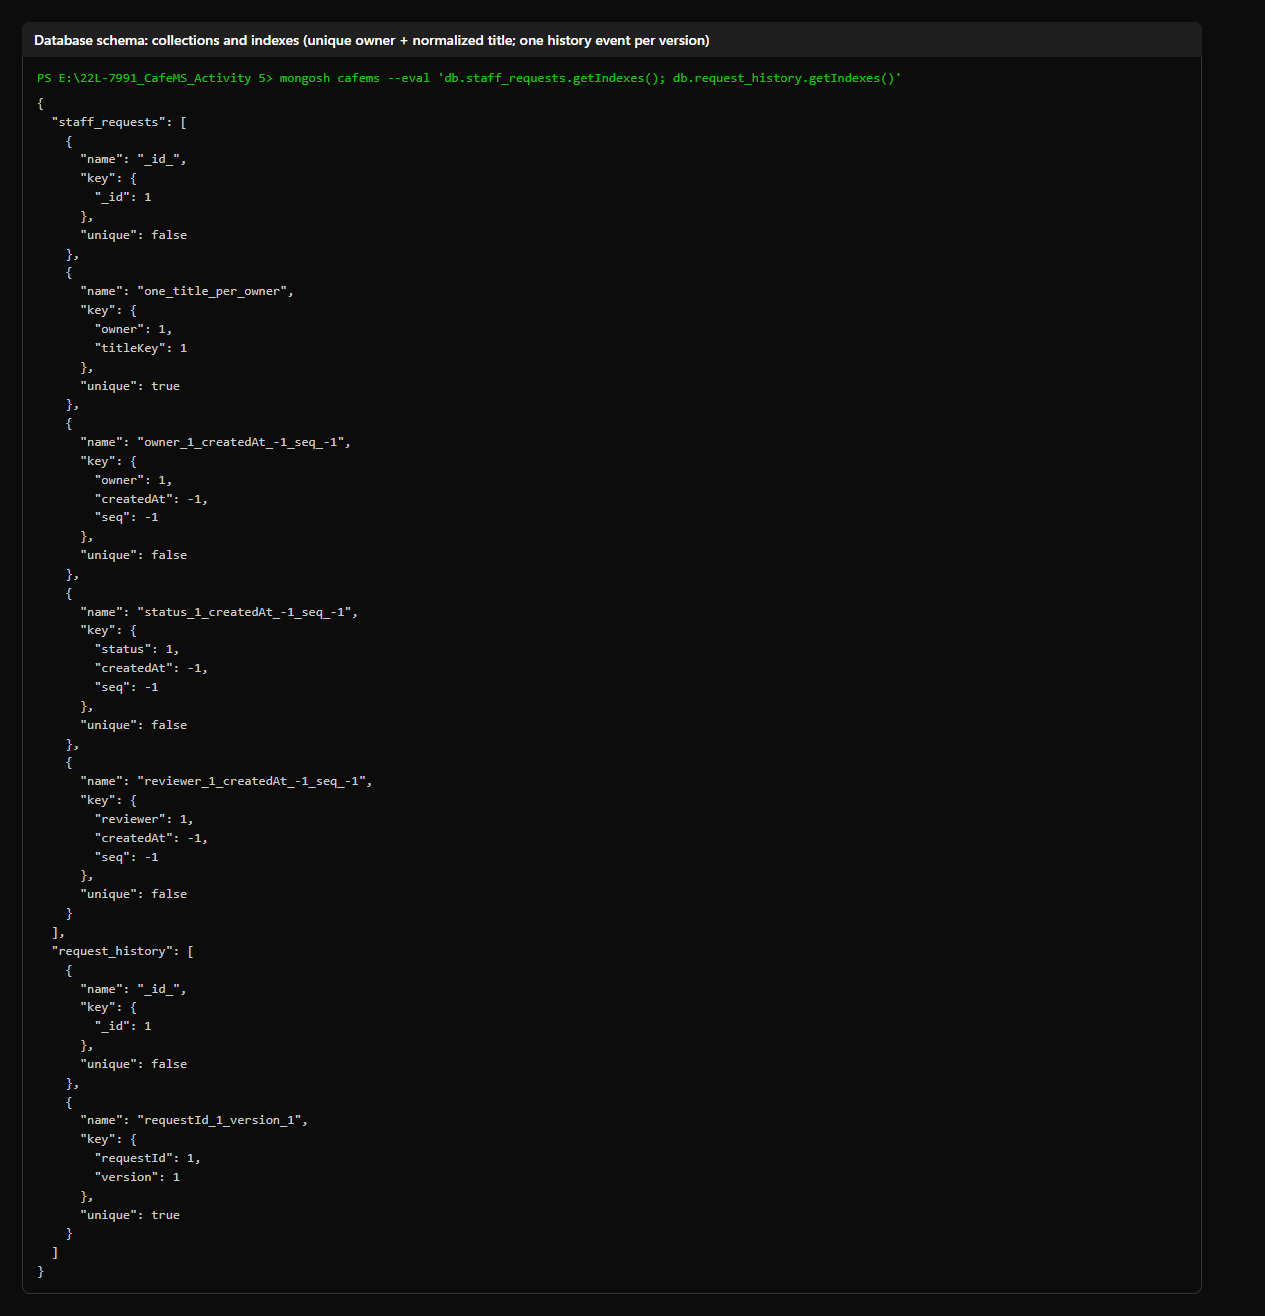 Database schema: collections and indexes (unique owner + normalized title; one history event per version)
PS E:\22L-7991_CafeMS_Activity 5> mongosh cafems --eval 'db.staff_requests.getIndexes(); db.request_history.getIndexes()'
{
  "staff_requests": [
    {
      "name": "_id_",
      "key": {
        "_id": 1
      },
      "unique": false
    },
    {
      "name": "one_title_per_owner",
      "key": {
        "owner": 1,
        "titleKey": 1
      },
      "unique": true
    },
    {
      "name": "owner_1_createdAt_-1_seq_-1",
      "key": {
        "owner": 1,
        "createdAt": -1,
        "seq": -1
      },
      "unique": false
    },
    {
      "name": "status_1_createdAt_-1_seq_-1",
      "key": {
        "status": 1,
        "createdAt": -1,
        "seq": -1
      },
      "unique": false
    },
    {
      "name": "reviewer_1_createdAt_-1_seq_-1",
      "key": {
        "reviewer": 1,
        "createdAt": -1,
        "seq": -1
      },
      "unique": false
    }
  ],
  "request_history": [
    {
      "name": "_id_",
      "key": {
        "_id": 1
      },
      "unique": false
    },
    {
      "name": "requestId_1_version_1",
      "key": {
        "requestId": 1,
        "version": 1
      },
      "unique": true
    }
  ]
}